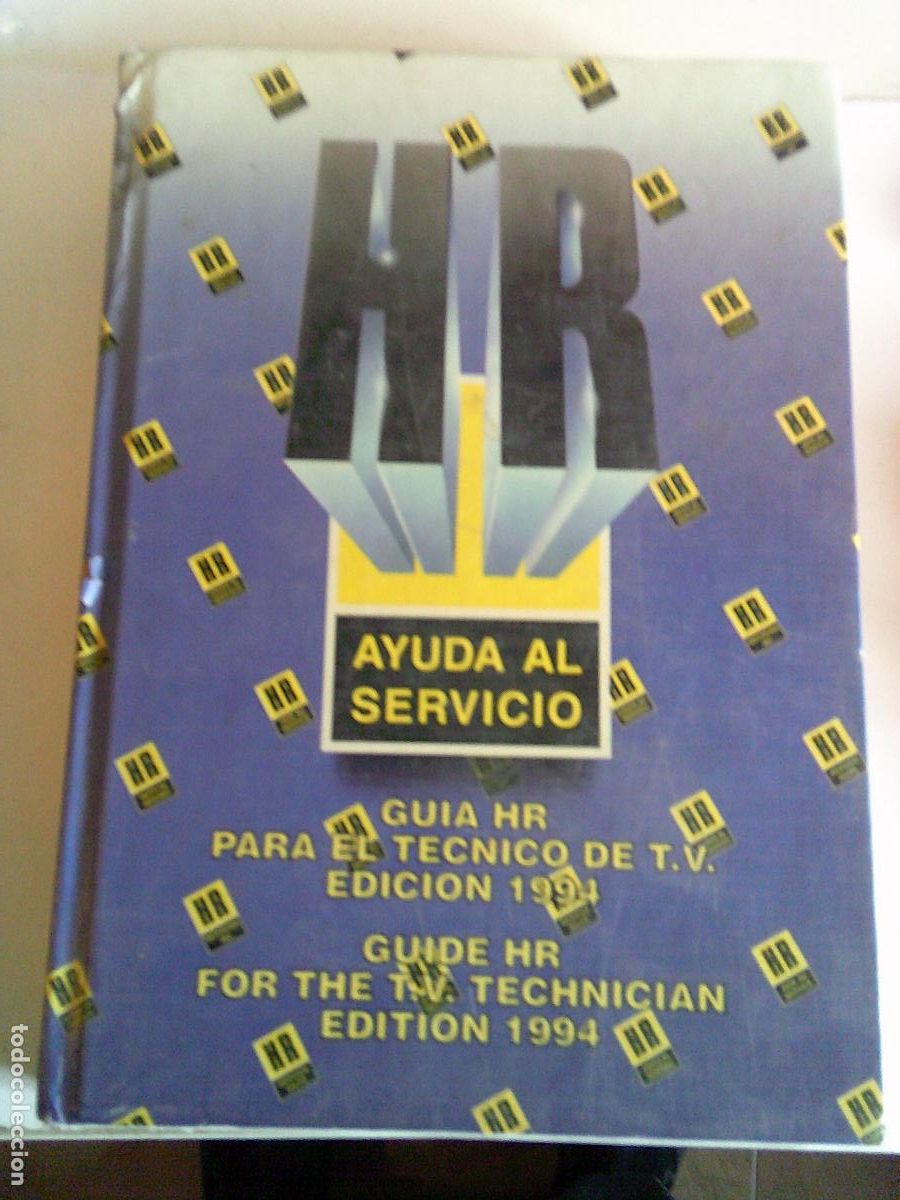 HR
AYUDA AL
SERVICIO
GUIA HR
PARA EL TECNICO DE T.V.
EDICION 1994
GUIDE HR
FOR THE T.V. TECHNICIAN
EDITION 1994
todocoleccion